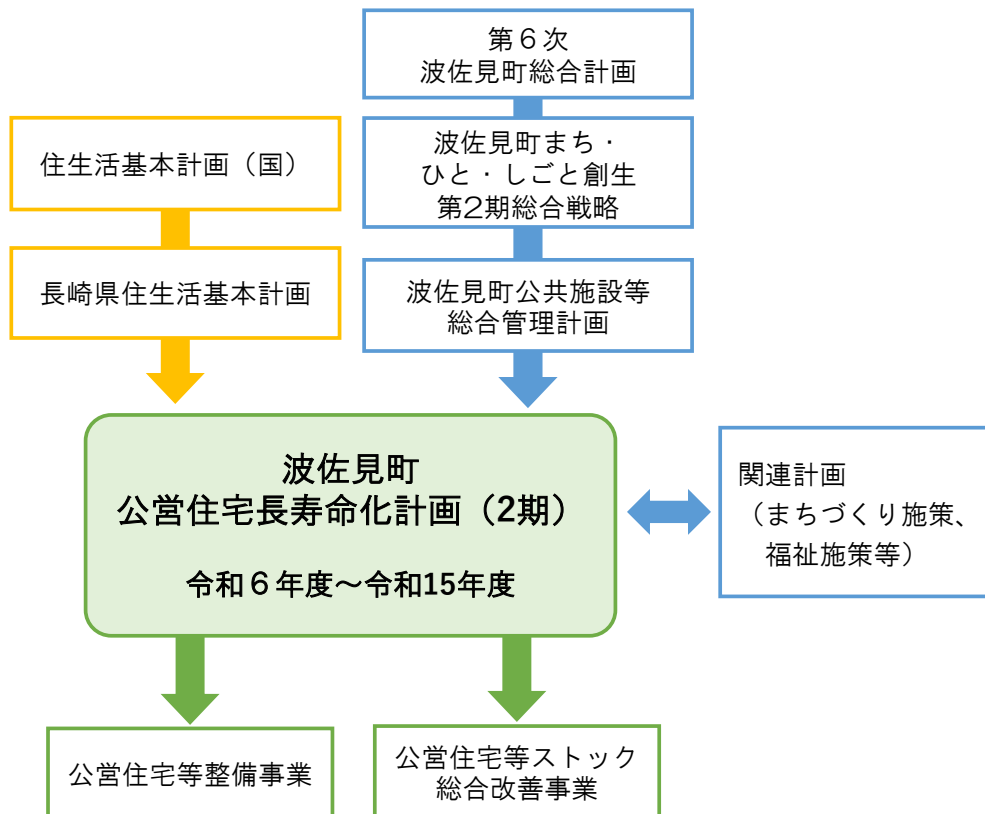 第６次
波佐見町総合計画
波佐見町まち・
ひと・しごと創生
第2期総合戦略
住生活基本計画（国）
長崎県住生活基本計画
波佐見町公共施設等
総合管理計画
波佐見町
公営住宅長寿命化計画（2期）
令和６年度～令和15年度
関連計画
（まちづくり施策、
福祉施策等）
公営住宅等整備事業
公営住宅等ストック
総合改善事業